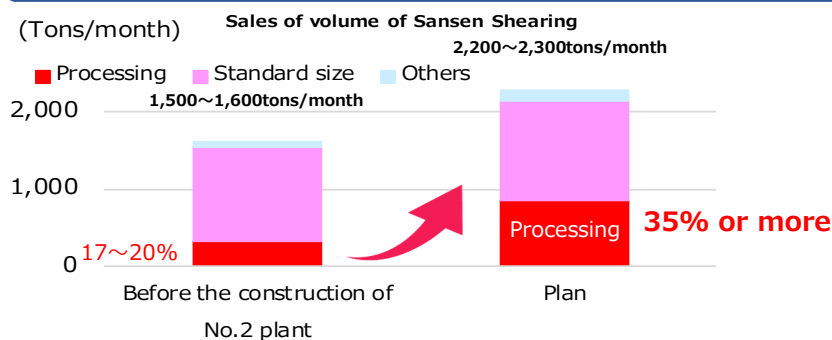 Sales of volume of Sansen Shearing
(Tons/month)
2,200～2,300tons/month
Processing
Standard size
Others
1,500～1,600tons/month
2,000
1,000
0
17～20%
Processing
35% or more
Before the construction of
No.2 plant
Plan